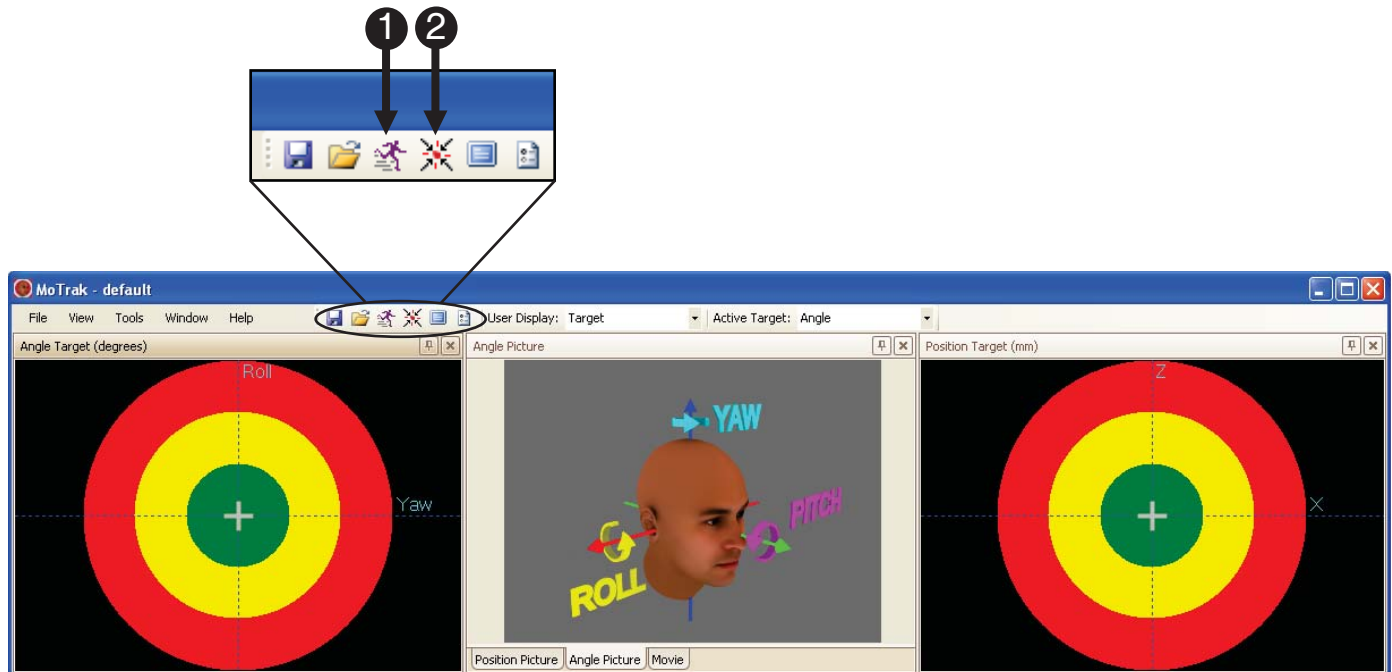 1 2
MoTrak - default
File View Tools Window Help User Display: Target Active Target: Angle
Angle Target (degrees) Angle Picture Position Target (mm)
Roll
Yaw
YAW
PITCH
ROLL
Z
X
Position Picture Angle Picture Movie